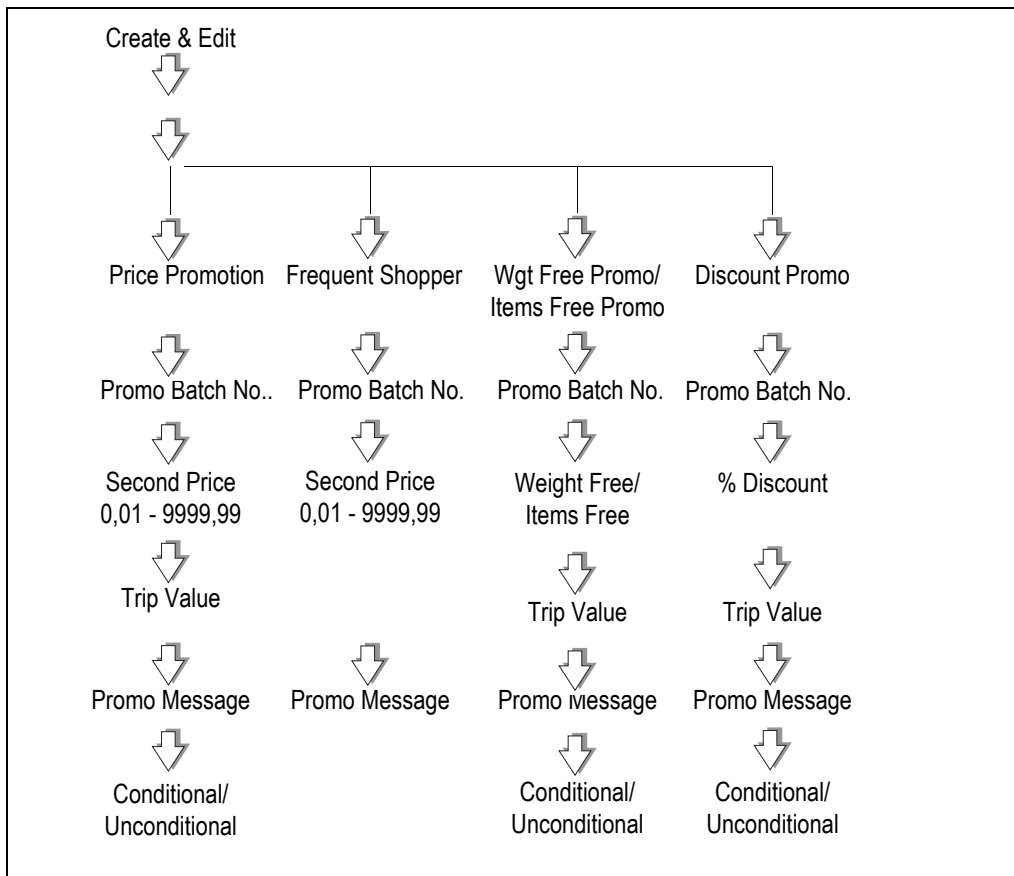 Create & Edit
Price Promotion
Frequent Shopper
Wgt Free Promo/
Items Free Promo
Discount Promo
Promo Batch No..
Promo Batch No.
Promo Batch No.
Promo Batch No.
Second Price
0,01 - 9999,99
Second Price
0,01 - 9999,99
Weight Free/
Items Free
% Discount
Trip Value
Trip Value
Trip Value
Promo Message
Promo Message
Promo Message
Promo Message
Conditional/
Unconditional
Conditional/
Unconditional
Conditional/
Unconditional